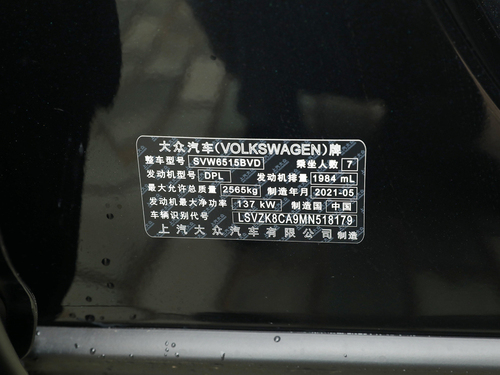 大众汽车(VOLKSWAGEN)牌
整车型号 SVW6515BVD 乘坐人数 7
发动机型号 DPL 发动机排量 1984 mL
最大允许总质量 2565kg 制造年月 2021-05
发动机最大净功率 137 kW 制造国 中国
车辆识别代号 LSVZK8CA9MN518179
上汽大众汽车有限公司 制造